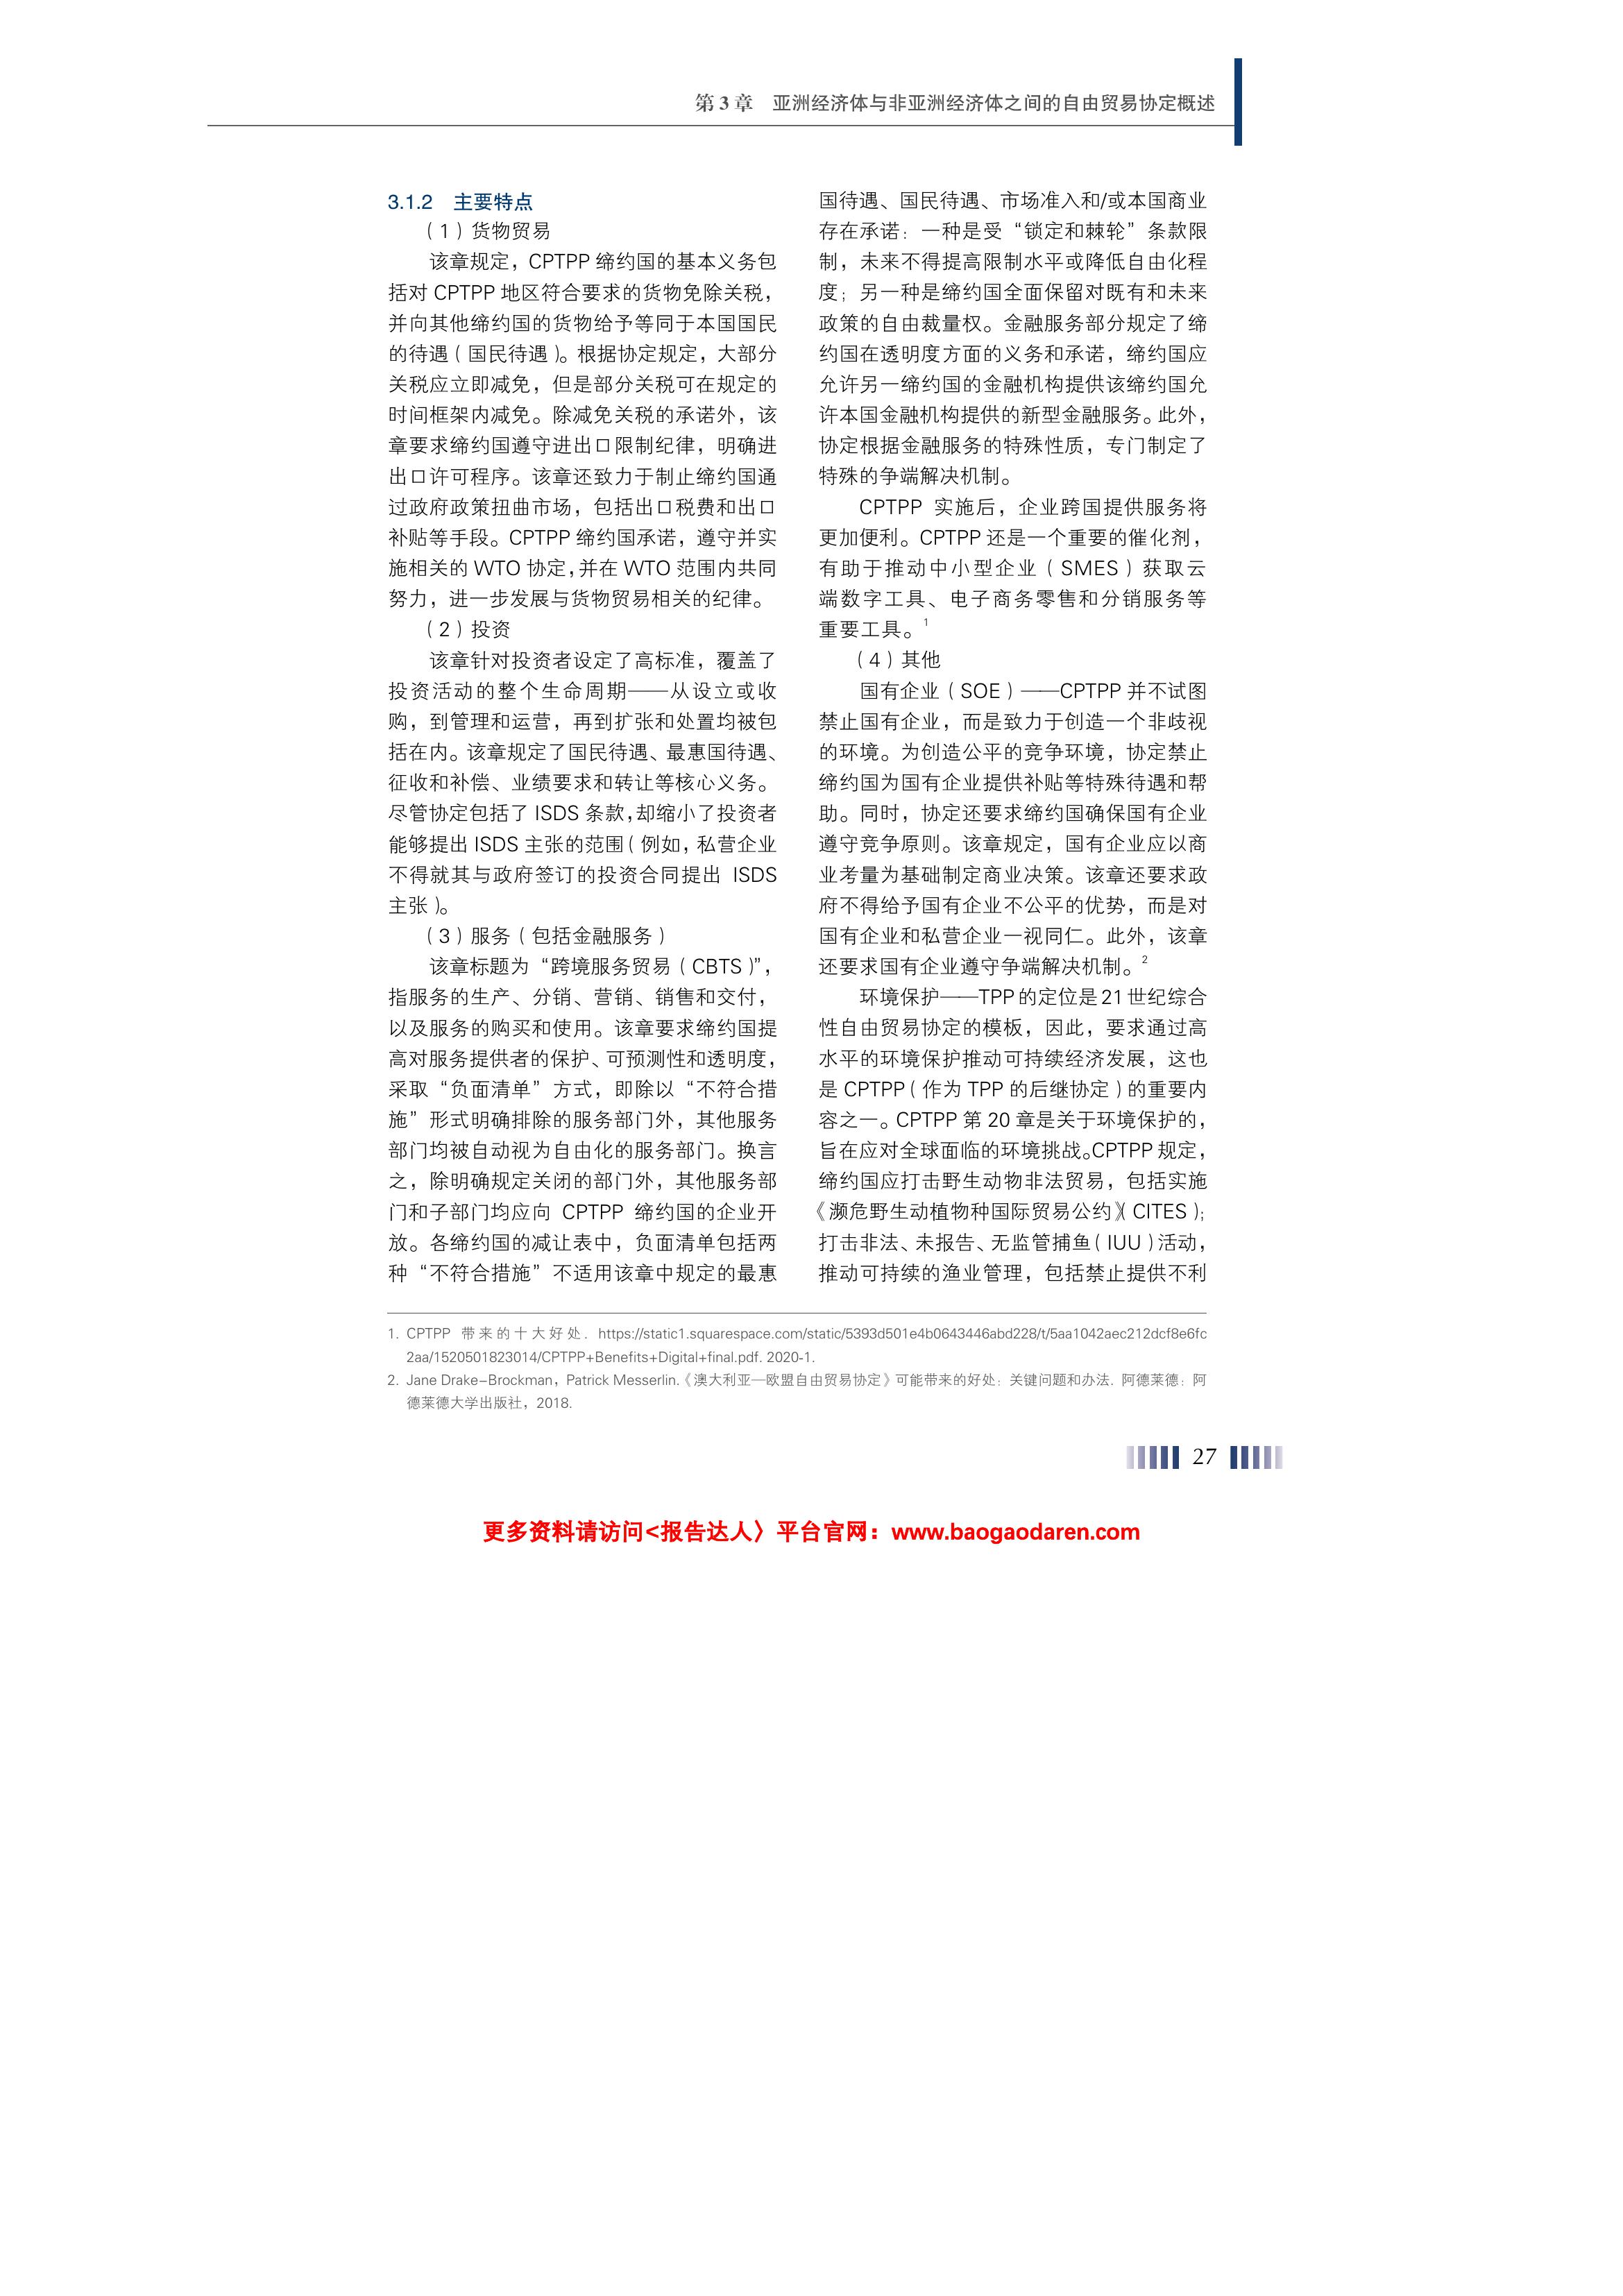 第 3 章　亚洲经济体与非亚洲经济体之间的自由贸易协定概述
3.1.2　主要特点
（1）货物贸易
该章规定，CPTPP 缔约国的基本义务包
括对 CPTPP 地区符合要求的货物免除关税，
并向其他缔约国的货物给予等同于本国国民
的待遇（国民待遇）。根据协定规定，大部分
关税应立即减免，但是部分关税可在规定的
时间框架内减免。除减免关税的承诺外，该
章要求缔约国遵守进出口限制纪律，明确进
出口许可程序。该章还致力于制止缔约国通
过政府政策扭曲市场，包括出口税费和出口
补贴等手段。CPTPP 缔约国承诺，遵守并实
施相关的 WTO 协定，并在 WTO 范围内共同
努力，进一步发展与货物贸易相关的纪律。
（2）投资
该章针对投资者设定了高标准，覆盖了
投资活动的整个生命周期——从设立或收
购，到管理和运营，再到扩张和处置均被包
括在内。该章规定了国民待遇、最惠国待遇、
征收和补偿、业绩要求和转让等核心义务。
尽管协定包括了 ISDS 条款，却缩小了投资者
能够提出 ISDS 主张的范围（例如，私营企业
不得就其与政府签订的投资合同提出 ISDS
主张）。
（3）服务（包括金融服务）
该章标题为“跨境服务贸易（CBTS）”，
指服务的生产、分销、营销、销售和交付，
以及服务的购买和使用。该章要求缔约国提
高对服务提供者的保护、可预测性和透明度，
采取“负面清单”方式，即除以“不符合措
施”形式明确排除的服务部门外，其他服务
部门均被自动视为自由化的服务部门。换言
之，除明确规定关闭的部门外，其他服务部
门和子部门均应向 CPTPP 缔约国的企业开
放。各缔约国的减让表中，负面清单包括两
种“不符合措施”不适用该章中规定的最惠
国待遇、国民待遇、市场准入和/或本国商业
存在承诺：一种是受“锁定和棘轮”条款限
制，未来不得提高限制水平或降低自由化程
度；另一种是缔约国全面保留对既有和未来
政策的自由裁量权。金融服务部分规定了缔
约国在透明度方面的义务和承诺，缔约国应
允许另一缔约国的金融机构提供该缔约国允
许本国金融机构提供的新型金融服务。此外，
协定根据金融服务的特殊性质，专门制定了
特殊的争端解决机制。
CPTPP 实施后，企业跨国提供服务将
更加便利。CPTPP 还是一个重要的催化剂，
有助于推动中小型企业（SMES）获取云
端数字工具、电子商务零售和分销服务等
重要工具。1
（4）其他
国有企业（SOE）——CPTPP 并不试图
禁止国有企业，而是致力于创造一个非歧视
的环境。为创造公平的竞争环境，协定禁止
缔约国为国有企业提供补贴等特殊待遇和帮
助。同时，协定还要求缔约国确保国有企业
遵守竞争原则。该章规定，国有企业应以商
业考量为基础制定商业决策。该章还要求政
府不得给予国有企业不公平的优势，而是对
国有企业和私营企业一视同仁。此外，该章
还要求国有企业遵守争端解决机制。2
环境保护——TPP 的定位是 21 世纪综合
性自由贸易协定的模板，因此，要求通过高
水平的环境保护推动可持续经济发展，这也
是 CPTPP（作为 TPP 的后继协定）的重要内
容之一。CPTPP 第 20 章是关于环境保护的，
旨在应对全球面临的环境挑战。CPTPP 规定，
缔约国应打击野生动物非法贸易，包括实施
《濒危野生动植物种国际贸易公约》（CITES）；
打击非法、未报告、无监管捕鱼（IUU）活动，
推动可持续的渔业管理，包括禁止提供不利
1. CPTPP 带来的十大好处. https://static1.squarespace.com/static/5393d501e4b0643446abd228/t/5aa1042aec212dcf8e6fc
2aa/1520501823014/CPTPP+Benefits+Digital+final.pdf. 2020-1.
2. Jane Drake–Brockman，Patrick Messerlin.《澳大利亚—欧盟自由贸易协定》可能带来的好处：关键问题和办法. 阿德莱德：阿
德莱德大学出版社，2018.
27
更多资料请访问<报告达人〉平台官网：www.baogaodaren.com